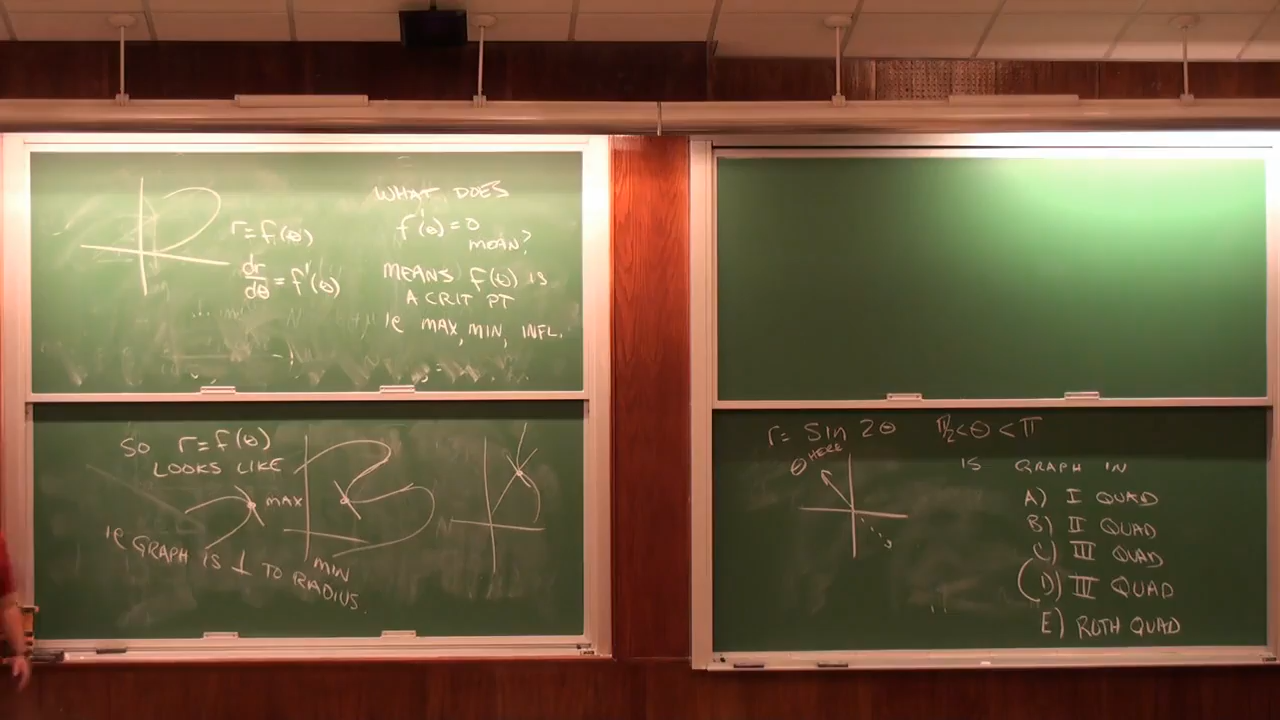 r=f(θ)
dr/dθ = f'(θ)
WHAT DOES
f'(θ)=0
MEAN?
MEANS f(θ) IS
A CRIT PT
ie MAX, MIN, INFL.
SO r=f(θ)
LOOKS LIKE
MAX
MIN
ie GRAPH IS ⊥ TO RADIUS.
r= Sin 2θ π/2<θ<π
θ HERE
IS GRAPH IN
A) I QUAD
B) II QUAD
C) III QUAD
D) IV QUAD
E) RUTH QUAD